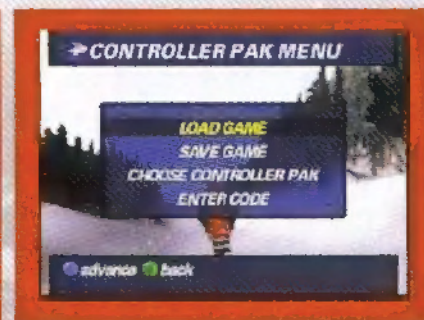 CONTROLLER PAK MENU
LOAD GAME
SAVE GAME
CHOOSE CONTROLLER PAK
ENTER CODE
advance back